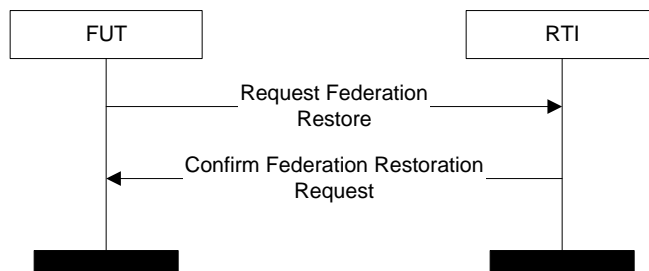 FUT
RTI
Request Federation
Restore
Confirm Federation Restoration
Request